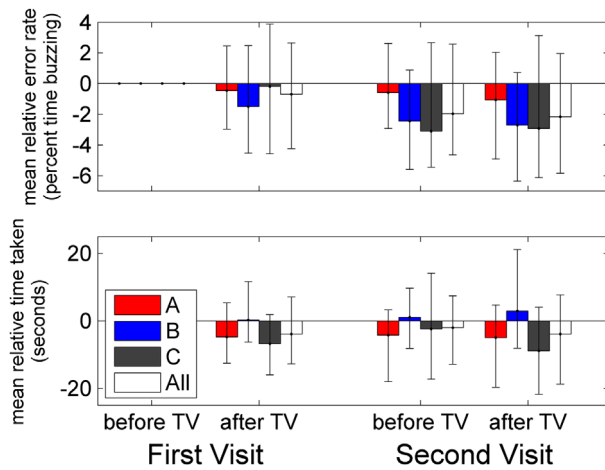 mean relative error rate
(percent time buzzing)
4
2
0
-2
-4
-6
mean relative time taken
(seconds)
20
0
-20
A
B
C
All
before TV after TV before TV after TV
First Visit Second Visit